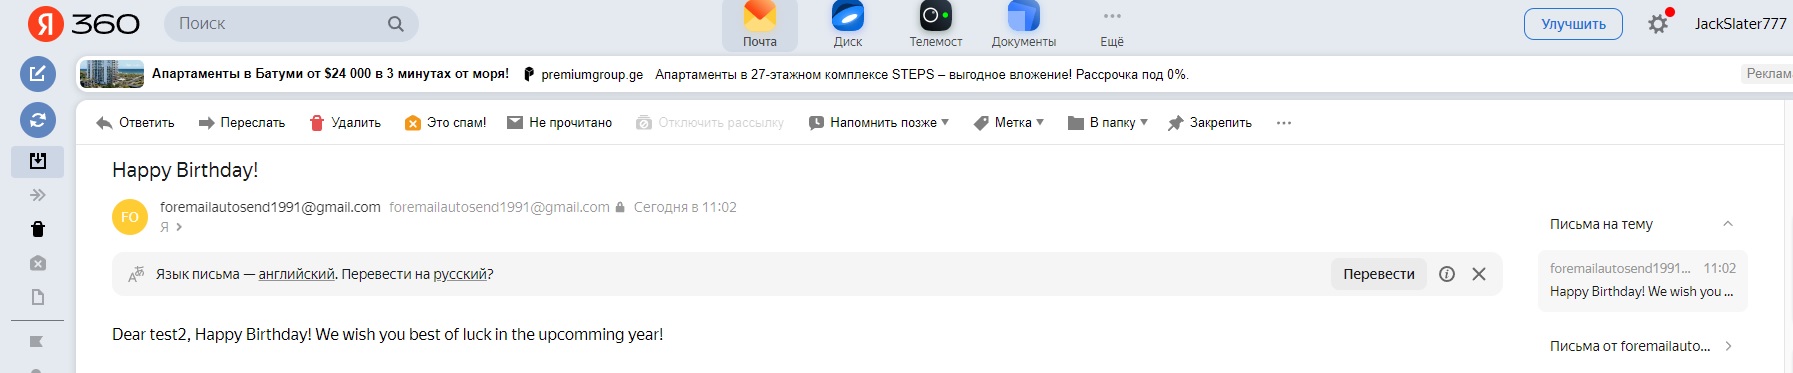 Я 360
Поиск
Почта
Диск
Телемост
Документы
Ещё
Улучшить
JackSlater777
Апартаменты в Батуми от $24 000 в 3 минутах от моря! premiumgroup.ge Апартаменты в 27-этажном комплексе STEPS – выгодное вложение! Рассрочка под 0%.
Реклама
Ответить Переслать Удалить Это спам! Не прочитано Отключить рассылку Напомнить позже Метка В папку Закрепить ...
Happy Birthday!
FO
foremailautosend1991@gmail.com foremailautosend1991@gmail.com Сегодня в 11:02
Я
Язык письма — английский. Перевести на русский?
Перевести
Dear test2, Happy Birthday! We wish you best of luck in the upcomming year!
Письма на тему
foremailautosend1991... 11:02
Happy Birthday! We wish you ...
Письма от foremailauto...